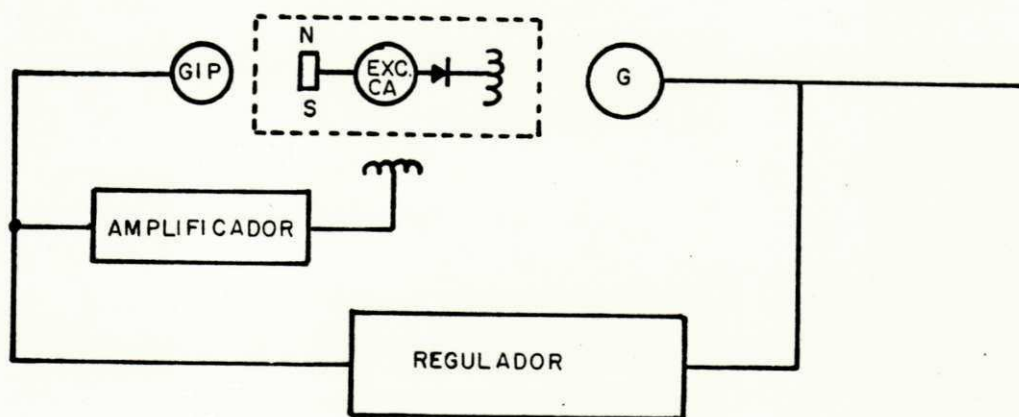 N
GIP
EXC.
CA
S
G
AMPLIFICADOR
REGULADOR